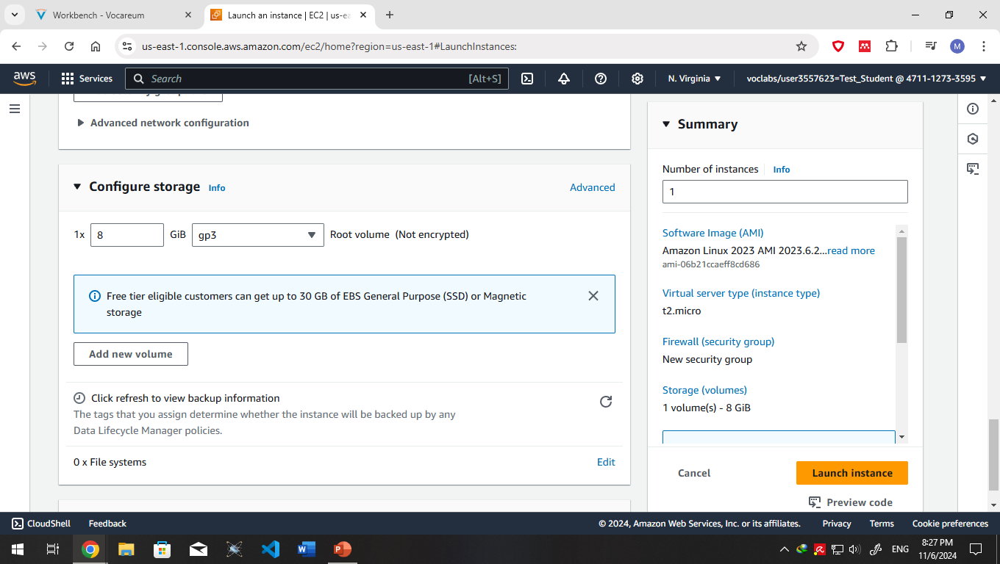 Workbench - Vocareum
Launch an instance | EC2 | us-ea
us-east-1.console.aws.amazon.com/ec2/home?region=us-east-1#LaunchInstances:
M
aws
Services
Search
[Alt+S]
N. Virginia
voclabs/user3557623=Test_Student @ 4711-1273-3595
Advanced network configuration
Configure storage Info
Advanced
1x 8 GiB gp3 Root volume (Not encrypted)
Free tier eligible customers can get up to 30 GB of EBS General Purpose (SSD) or Magnetic
storage
Add new volume
Click refresh to view backup information
The tags that you assign determine whether the instance will be backed up by any
Data Lifecycle Manager policies.
0 x File systems
Edit
Summary
Number of instances Info
1
Software Image (AMI)
Amazon Linux 2023 AMI 2023.6.2...read more
ami-06b21ccaeff8cd686
Virtual server type (instance type)
t2.micro
Firewall (security group)
New security group
Storage (volumes)
1 volume(s) - 8 GiB
Cancel
Launch instance
Preview code
CloudShell
Feedback
© 2024, Amazon Web Services, Inc. or its affiliates.
Privacy
Terms
Cookie preferences
ENG
8:27 PM
11/6/2024